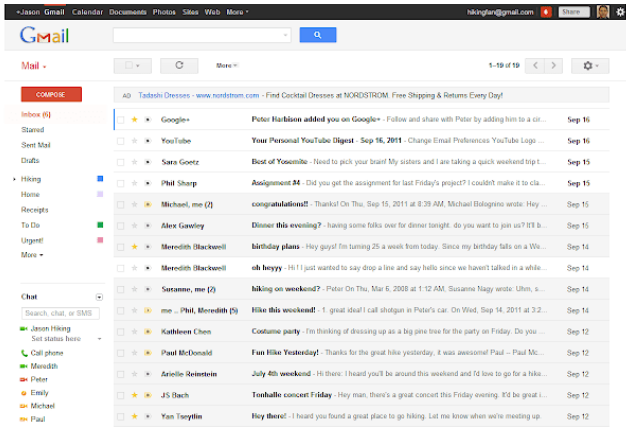 +Jason Gmail Calendar Documents Photos Sites Web More hikingfan@gmail.com 0 Share
Gmail
Mail More 1–19 of 19
COMPOSE
AD Tadashi Dresses - www.nordstrom.com - Find Cocktail Dresses at NORDSTROM. Free Shipping & Returns Every Day!
Inbox (6)
Starred
Sent Mail
Drafts
Hiking
Home
Receipts
To Do
Urgent!
More
Google+ Peter Harbison added you on Google+ - Follow and share with Peter by adding him to a cir... Sep 16
YouTube Your Personal YouTube Digest - Sep 16, 2011 - Change Email Preferences YouTube Logo ... Sep 16
Sara Goetz Best of Yosemite - Need to pick your brain! My sisters and I are taking a quick weekend trip t... Sep 15
Phil Sharp Assignment #4 - Did you get the assignment for last Friday's project? I couldn't make it to cla... Sep 15
Michael, me (2) congratulations!! - Thanks! On Thu, Sep 15, 2011 at 8:39 AM, Michael Bolognino wrote: Hey ... Sep 15
Alex Gawley Dinner this evening? - having some folks over for dinner tonight. do you want to join us? It'll b... Sep 15
Meredith Blackwell birthday plans - Hey guys! I'm turning 25 a week from today. Since my birthday falls on a We... Sep 14
Meredith Blackwell oh heyyy - Hi ! I just wanted to say drop a line and say hello since we haven't talked in a while... Sep 14
Susanne, me (2) hiking on weekend? - Peter On Thu, Mar 6, 2008 at 1:12 AM, Susanne Nagy wrote: Uhm, s... Sep 14
me .. Phil, Meredith (5) Hike this weekend! - 1. great idea! I call shotgun in Peter's car. On Wed, Sep 14, 2011 at 3:2... Sep 14
Kathleen Chen Costume party - I'm thinking of dressing up as a big pine tree for the party on Friday. Do you ... Sep 12
Paul McDonald Fun Hike Yesterday! - Thanks for the great hike yesterday, it was awesome! Paul -- Paul Mc... Sep 12
Arielle Reinstein July 4th weekend - Hi there: I heard you'll be around this weekend and I'd love to go for a hike... Sep 12
JS Bach Tonhalle concert Friday - Hey man, there's a great concert this Friday evening. It'd be great i... Sep 12
Yan Tseytlin Hey there! - I heard you found a great place to go hiking. Let me know when we're meeting up. Sep 12
Chat
Search, chat, or SMS
Jason Hiking
Set status here
Call phone
Meredith
Peter
Emily
Michael
Paul